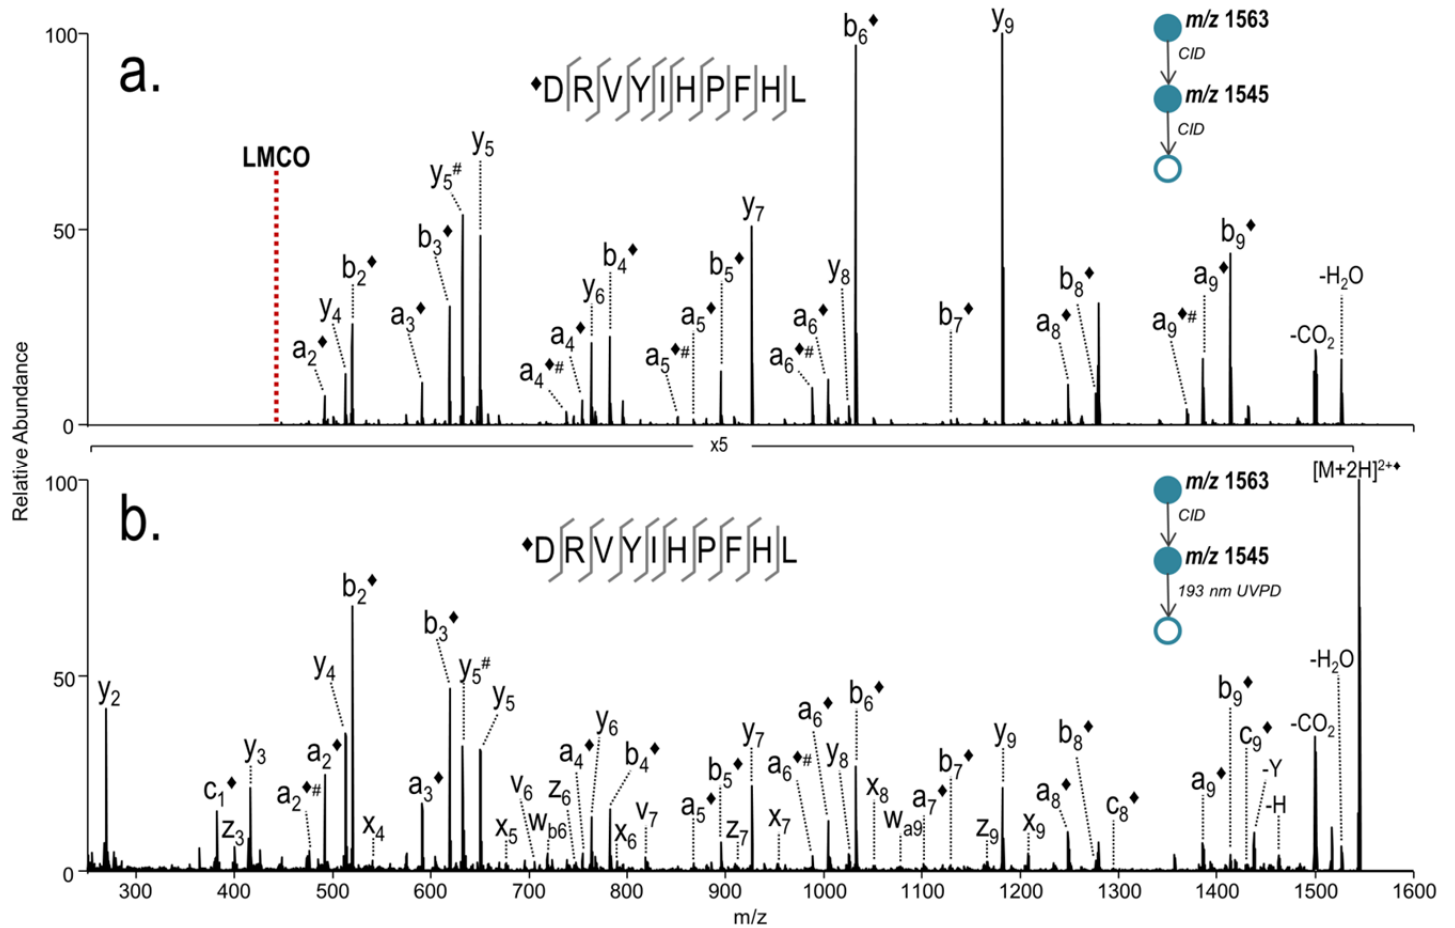 a.
100
50
0
LMCO
♦DRVYIHPFHL
m/z 1563
CID
m/z 1545
CID
a2♦
y4
b2♦
a3♦
b3♦
y5#
y5
a4♦#
a4♦
y6
b4♦
a5♦#
a5♦
b5♦
y7
a6♦#
a6♦
y8
b6♦
b7♦
y9
a8♦
b8♦
a9♦#
a9♦
b9♦
-CO2
-H2O
x5
Relative Abundance
b.
100
50
0
♦DRVYIHPFHL
m/z 1563
CID
m/z 1545
193 nm UVPD
[M+2H]2+♦
y2
c1♦
z3
y3
a2♦#
a2♦
y4
b2♦
x4
a3♦
b3♦
y5#
y5
x5
v6
wb6
z6
a4♦
y6
x6
b4♦
v7
a5♦
b5♦
z7
y7
x7
a6♦#
a6♦
y8
b6♦
x8
wa9
a7♦
b7♦
z9
y9
x9
a8♦
b8♦
c8♦
a9♦
b9♦
c9♦
-Y
-H
-CO2
-H2O
300 400 500 600 700 800 900 1000 1100 1200 1300 1400 1500 1600
m/z